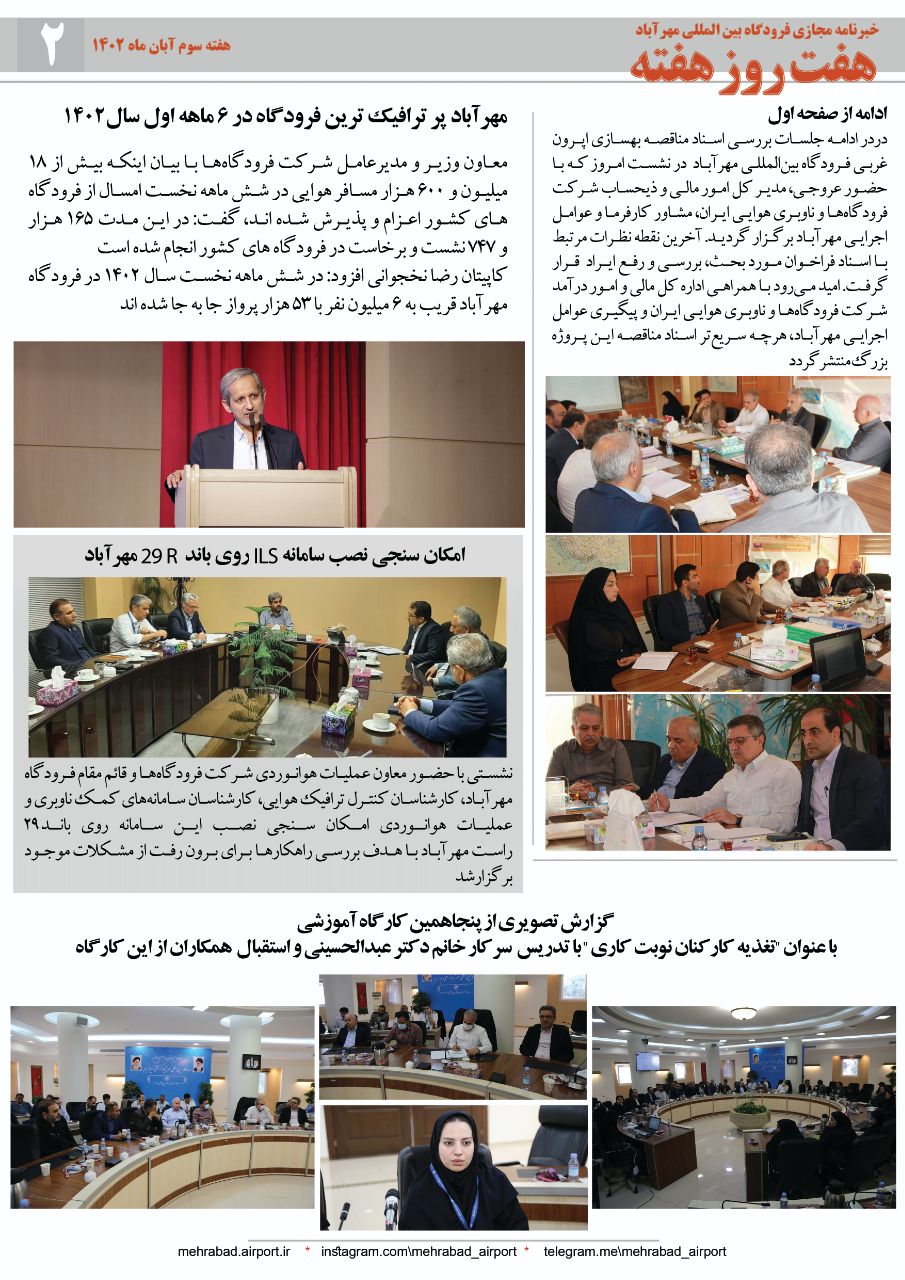 خبرنامه مجازی فرودگاه بین المللی مهرآباد
هفت روز هفته
هفته سوم آبان ماه ۱۴۰۲
۲
ادامه از صفحه اول
دردر ادامه جلسات بررسی اسناد مناقصه بهسازی اپرون
غربی فرودگاه بین‌المللی مهرآباد در نشست امروز که با
حضور عروجی، مدیر کل امور مالی و ذیحساب شرکت
فرودگاه‌ها و ناوبری هوایی ایران، مشاور کارفرما و عوامل
اجرایی مهرآباد برگزار گردید. آخرین نقطه نظرات مرتبط
با اسناد فراخوان مورد بحث، بررسی و رفع ایراد قرار
گرفت. امید می‌رود با همراهی اداره کل مالی و امور درآمد
شرکت فرودگاه‌ها و ناوبری هوایی ایران و پیگیری عوامل
اجرایی مهرآباد، هرچه سریع‌تر اسناد مناقصه این پروژه
بزرگ منتشر گردد
مهرآباد پر ترافیک ترین فرودگاه در ۶ ماهه اول سال ۱۴۰۲
معاون وزیر و مدیرعامل شرکت فرودگاه‌ها با بیان اینکه بیش از ۱۸
میلیون و ۶۰۰ هزار مسافر هوایی در شش ماهه نخست امسال از فرودگاه
های کشور اعزام و پذیرش شده اند، گفت: در این مدت ۱۶۵ هزار
و ۷۴۷ نشست و برخاست در فرودگاه های کشور انجام شده است
کاپیتان رضا نخجوانی افزود: در شش ماهه نخست سال ۱۴۰۲ در فرودگاه
مهرآباد قریب به ۶ میلیون نفر با ۵۳ هزار پرواز جا به جا شده اند
امکان سنجی نصب سامانه ILS روی باند 29 R مهرآباد
نشستی با حضور معاون عملیات هوانوردی شرکت فرودگاه‌ها و قائم مقام فرودگاه
مهرآباد، کارشناسان کنترل ترافیک هوایی، کارشناسان سامانه‌های کمک ناوبری و
عملیات هوانوردی امکان سنجی نصب این سامانه روی باند ۲۹
راست مهرآباد با هدف بررسی راهکارها برای برون رفت از مشکلات موجود
برگزار شد
گزارش تصویری از پنجاهمین کارگاه آموزشی
با عنوان "تغذیه کارکنان نوبت کاری "با تدریس سرکار خانم دکتر عبدالحسینی و استقبال همکاران از این کارگاه
mehrabad.airport.ir * instagram.com\mehrabad_airport * telegram.me\mehrabad_airport